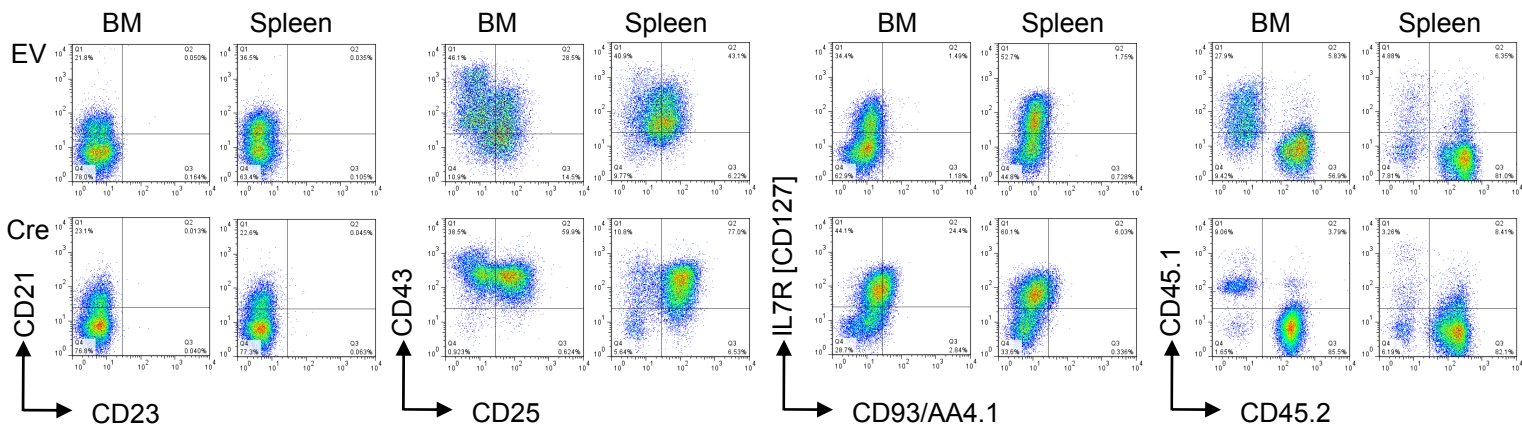 BM Spleen BM Spleen BM Spleen BM Spleen
EV
Q1 21.8% Q2 0.050% Q4 78.0% Q3 0.164%
Q1 36.5% Q2 0.035% Q4 63.4% Q3 0.105%
Q1 46.1% Q2 28.5% Q4 10.9% Q3 14.5%
Q1 40.9% Q2 43.1% Q4 9.77% Q3 6.22%
Q1 34.4% Q2 1.49% Q4 62.9% Q3 1.18%
Q1 52.7% Q2 1.75% Q4 44.8% Q3 0.728%
Q1 27.9% Q2 5.83% Q4 9.42% Q3 56.9%
Q1 4.88% Q2 6.35% Q4 7.81% Q3 81.0%
Cre
Q1 23.1% Q2 0.013% Q4 76.8% Q3 0.040%
Q1 22.6% Q2 0.045% Q4 77.3% Q3 0.063%
Q1 38.5% Q2 59.9% Q4 0.923% Q3 0.624%
Q1 10.8% Q2 77.0% Q4 5.64% Q3 6.53%
Q1 44.1% Q2 24.4% Q4 28.7% Q3 2.84%
Q1 60.1% Q2 6.03% Q4 33.6% Q3 0.336%
Q1 9.06% Q2 3.79% Q4 1.65% Q3 85.5%
Q1 3.26% Q2 8.41% Q4 6.19% Q3 82.1%
CD21
CD43
IL7R [CD127]
CD45.1
CD23
CD25
CD93/AA4.1
CD45.2